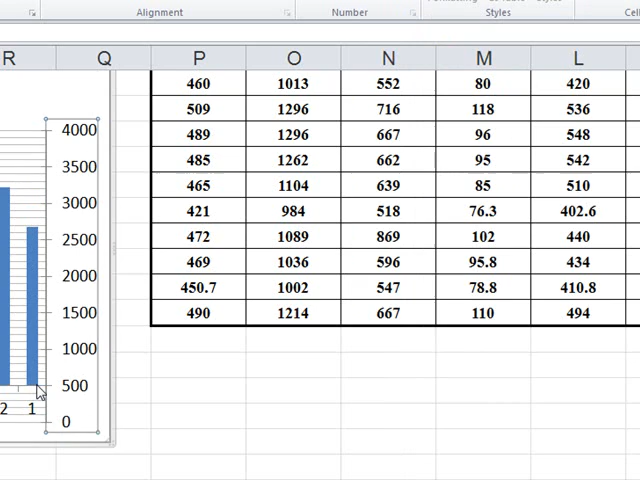 Alignment Number Styles Cell
R Q P O N M L
460 1013 552 80 420
509 1296 716 118 536
489 1296 667 96 548
485 1262 662 95 542
465 1104 639 85 510
421 984 518 76.3 402.6
472 1089 869 102 440
469 1036 596 95.8 434
450.7 1002 547 78.8 410.8
490 1214 667 110 494
4000
3500
3000
2500
2000
1500
1000
500
0
2 1